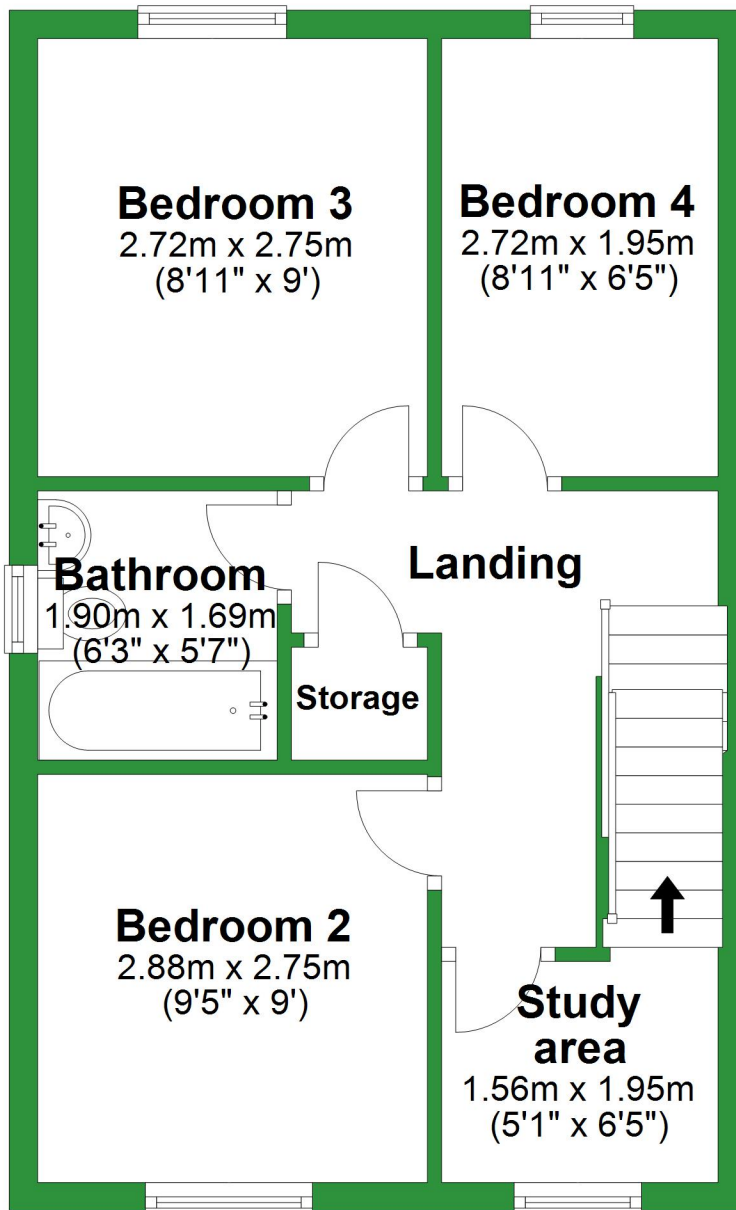 Bedroom 3
2.72m x 2.75m
(8'11" x 9')
Bedroom 4
2.72m x 1.95m
(8'11" x 6'5")
Landing
Bathroom
1.90m x 1.69m
(6'3" x 5'7")
Storage
Bedroom 2
2.88m x 2.75m
(9'5" x 9')
Study
area
1.56m x 1.95m
(5'1" x 6'5")